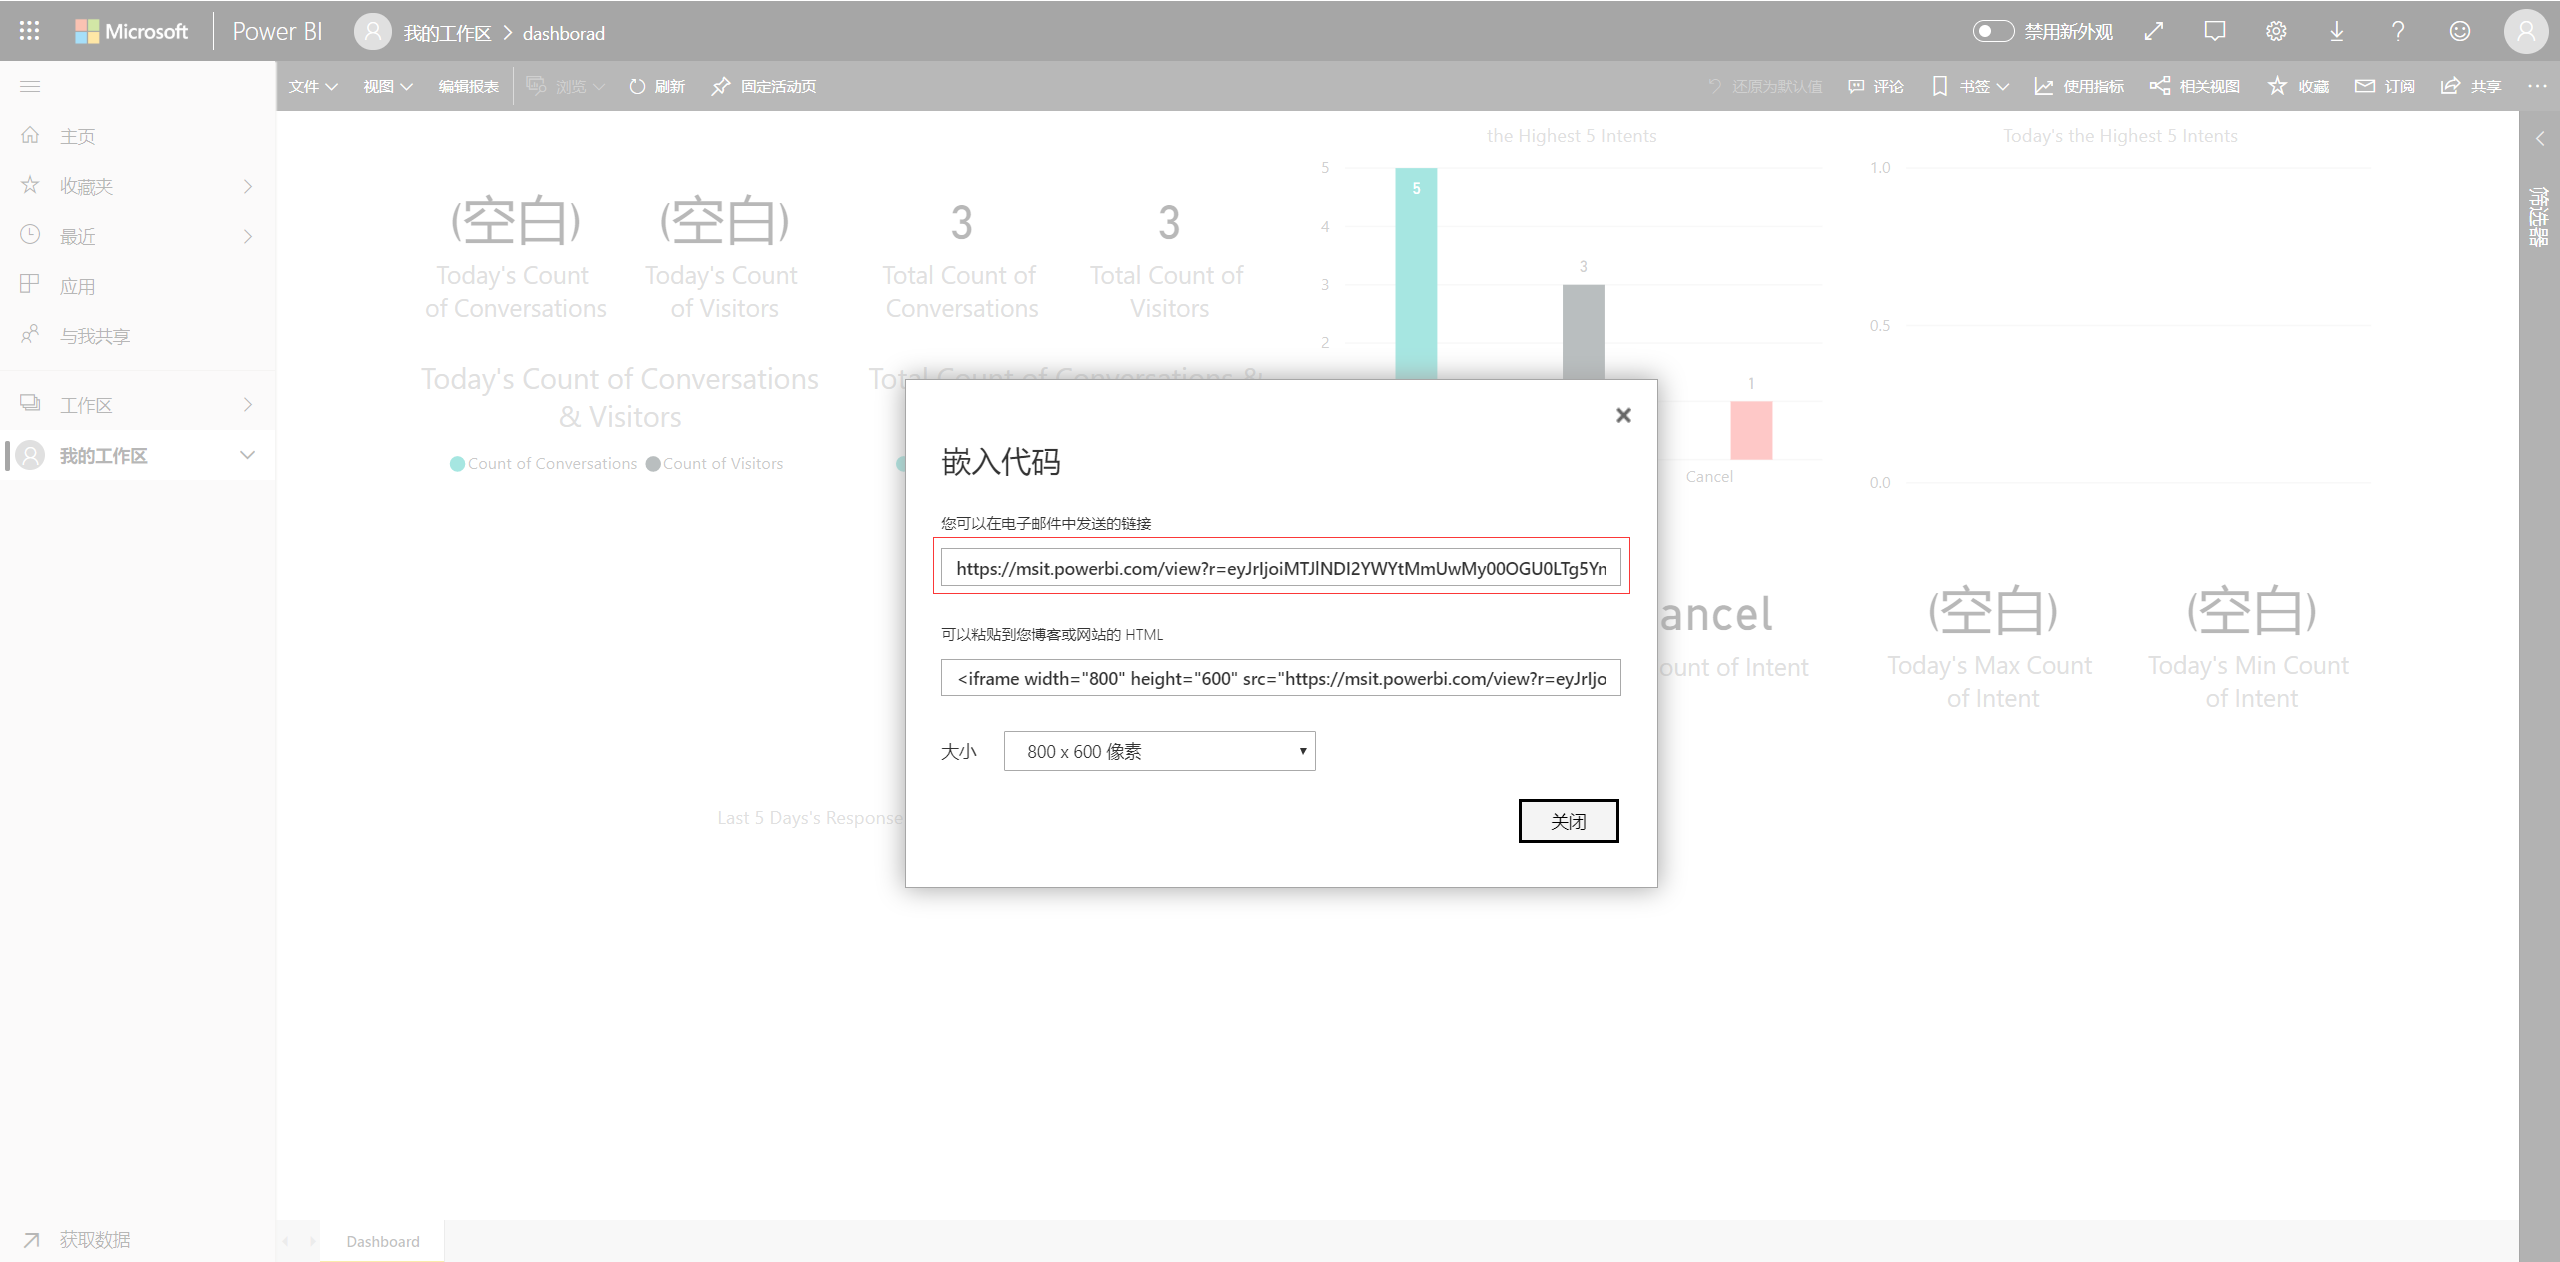 Microsoft Power BI 我的工作区 dashborad 禁用新外观
文件 视图 编辑报表 浏览 刷新 固定活动页 还原为默认值 评论 书签 使用指标 相关视图 收藏 订阅 共享
主页
收藏夹
最近
应用
与我共享
工作区
我的工作区
获取数据
(空白)
Today's Count
of Conversations
(空白)
Today's Count
of Visitors
3
Total Count of
Conversations
3
Total Count of
Visitors
Today's Count of Conversations
& Visitors
Count of Conversations Count of Visitors
Total Count of Conversations &
the Highest 5 Intents
5
4
3
2
5
3
1
Cancel
Today's the Highest 5 Intents
1.0
0.5
0.0
筛选器
嵌入代码
您可以在电子邮件中发送的链接
https://msit.powerbi.com/view?r=eyJrIjoiMTJlNDI2YWYtMmUwMy00OGU0LTg5Yn
可以粘贴到您博客或网站的 HTML
<iframe width="800" height="600" src="https://msit.powerbi.com/view?r=eyJrIjo
大小 800 x 600 像素
关闭
ancel
ount of Intent
(空白)
Today's Max Count
of Intent
(空白)
Today's Min Count
of Intent
Last 5 Days's Response
Dashboard